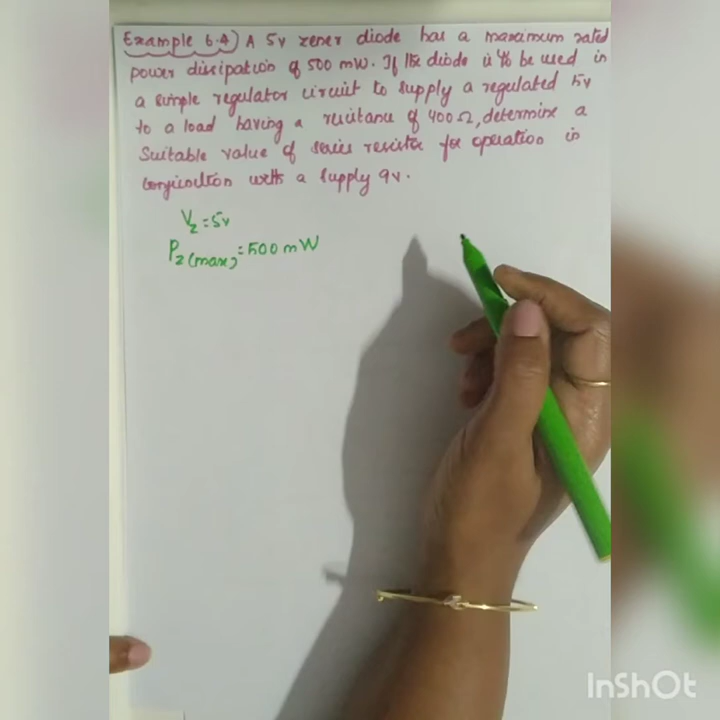 Example 6.4) A 5v zener diode has a maximum rated
power dissipation of 500 mW. If the diode is to be used in
a simple regulator circuit to supply a regulated 5v
to a load having a resistance of 400 Ω, determine a
Suitable value of series resistor for operation in
conjunction with a supply 9v.
Vz = 5v
Pz(max) = 500 mW
InShOt